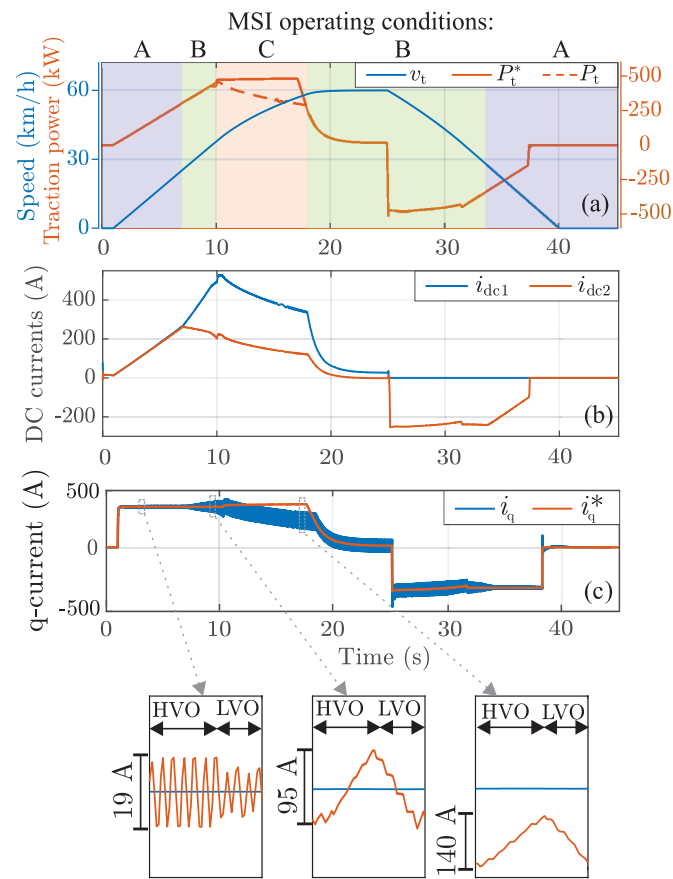 MSI operating conditions:
A B C B A
v_t P_t^* P_t
Speed (km/h)
Traction power (kW)
60
30
0
500
250
0
-250
-500
(a)
0 10 20 30 40
i_dc1 i_dc2
DC currents (A)
400
200
0
-200
(b)
0 10 20 30 40
i_q i_q^*
q-current (A)
500
0
-500
(c)
0 10 20 30 40
Time (s)
HVO LVO
19 A
HVO LVO
95 A
HVO LVO
140 A